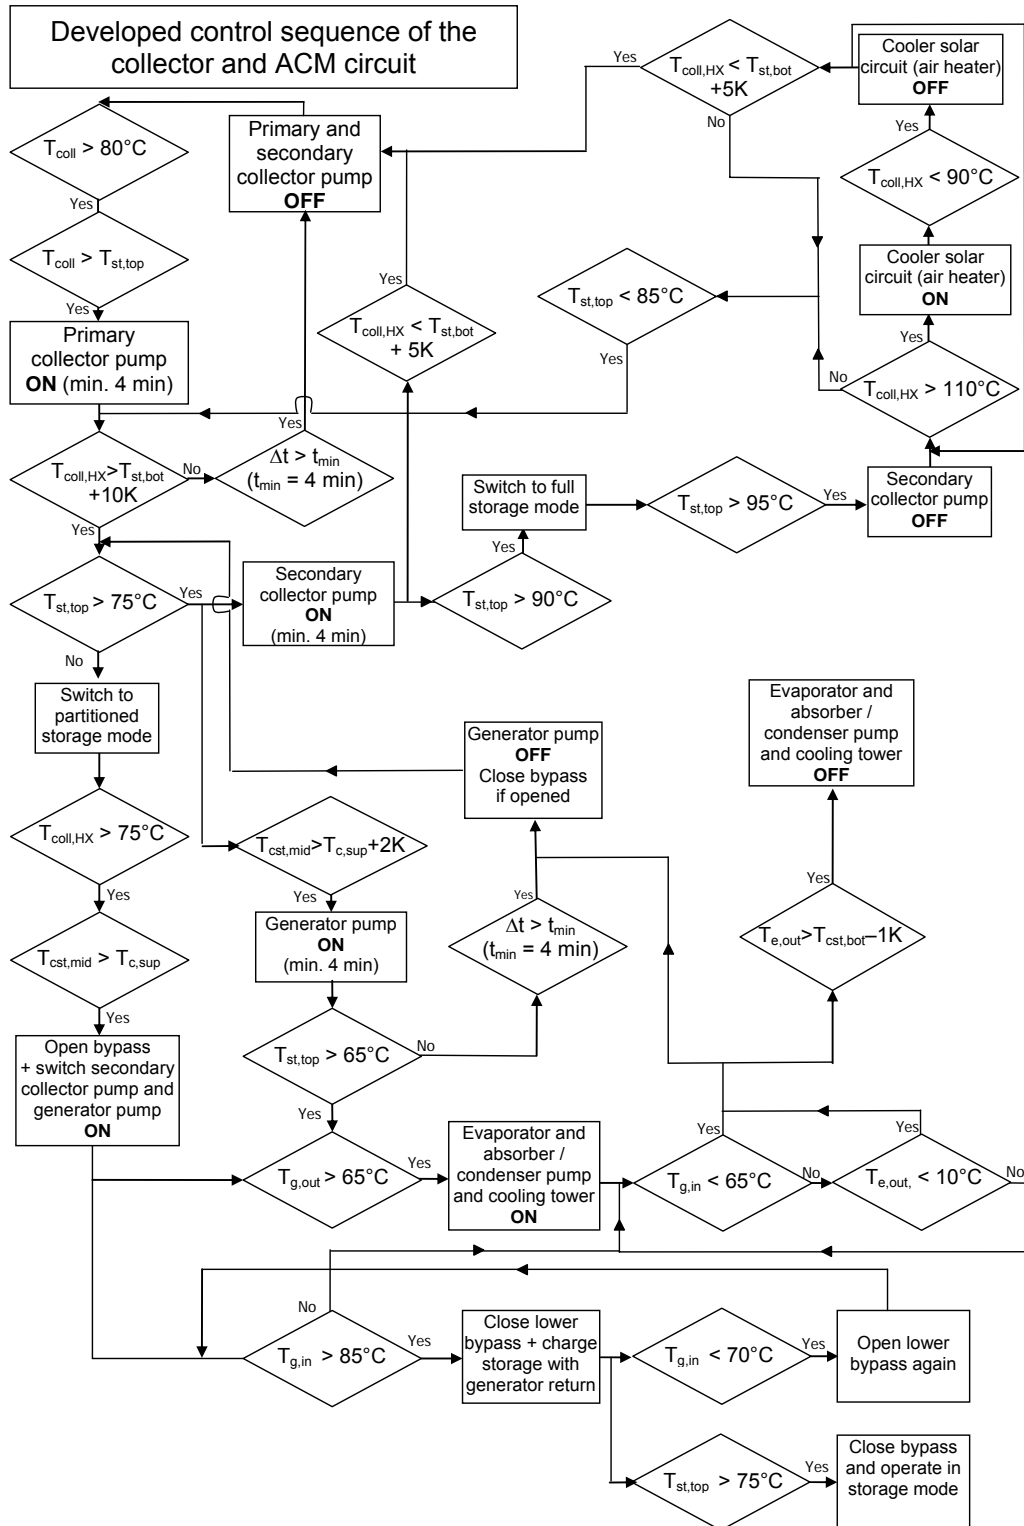 Developed control sequence of the
collector and ACM circuit
T_coll > 80°C
Yes
T_coll > T_st,top
Yes
Primary
collector pump
ON (min. 4 min)
T_coll,HX>T_st,bot
+10K
No
Yes
Δt > t_min
(t_min = 4 min)
Yes
Primary and
secondary
collector pump
OFF
T_coll,HX < T_st,bot
+ 5K
Yes
T_coll,HX < T_st,bot
+5K
Yes
No
Cooler solar
circuit (air heater)
OFF
Yes
T_coll,HX < 90°C
Cooler solar
circuit (air heater)
ON
Yes
T_coll,HX > 110°C
No
T_st,top < 85°C
Yes
Switch to full
storage mode
Yes
T_st,top > 90°C
T_st,top > 95°C
Yes
Secondary
collector pump
OFF
T_st,top > 75°C
Yes
No
Secondary
collector pump
ON
(min. 4 min)
Switch to
partitioned
storage mode
T_coll,HX > 75°C
Yes
T_cst,mid > T_c,sup
Yes
Open bypass
+ switch secondary
collector pump and
generator pump
ON
T_cst,mid>T_c,sup+2K
Yes
Generator pump
ON
(min. 4 min)
T_st,top > 65°C
No
Yes
Generator pump
OFF
Close bypass
if opened
Yes
Δt > t_min
(t_min = 4 min)
Evaporator and
absorber /
condenser pump
and cooling tower
OFF
Yes
T_e,out>T_cst,bot–1K
T_g,out > 65°C
Yes
Evaporator and
absorber /
condenser pump
and cooling tower
ON
T_g,in < 65°C
Yes
No
T_e,out, < 10°C
Yes
No
T_g,in > 85°C
No
Yes
Close lower
bypass + charge
storage with
generator return
T_g,in < 70°C
Yes
Open lower
bypass again
T_st,top > 75°C
Yes
Close bypass
and operate in
storage mode